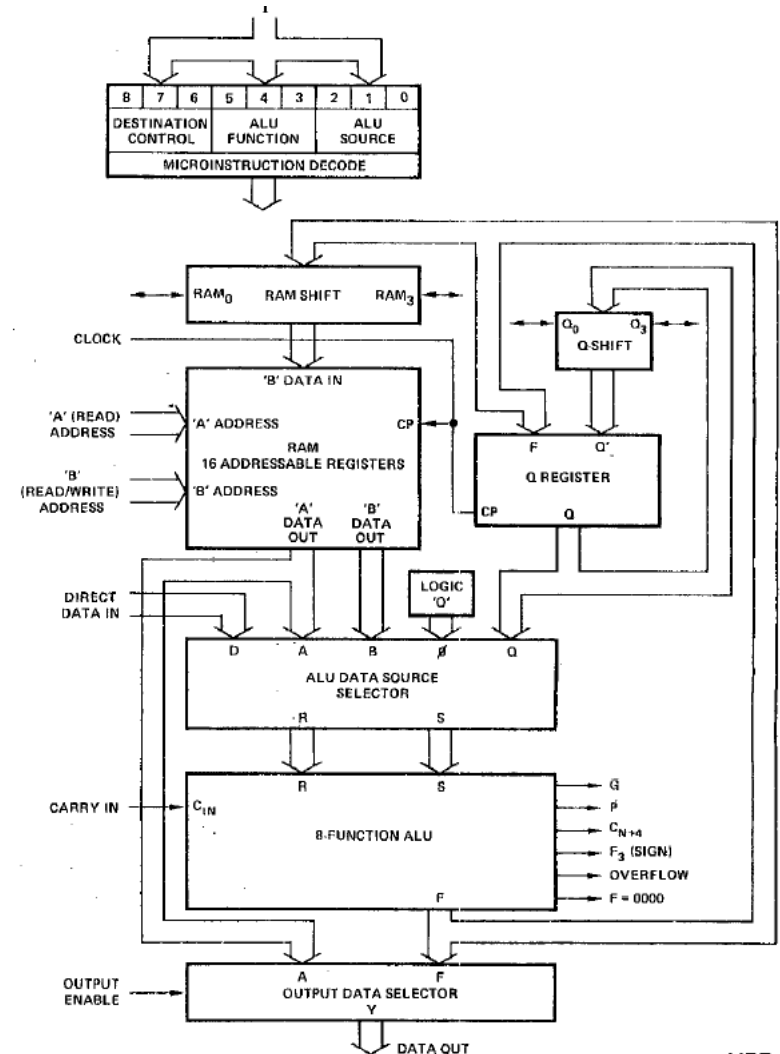 I
8 7 6 5 4 3 2 1 0
DESTINATION CONTROL
ALU FUNCTION
ALU SOURCE
MICROINSTRUCTION DECODE
RAM0 RAM SHIFT RAM3
Q0 Q3
Q-SHIFT
CLOCK
'B' DATA IN
'A' (READ)
ADDRESS
'A' ADDRESS
CP
RAM
16 ADDRESSABLE REGISTERS
'B'
(READ/WRITE)
ADDRESS
'B' ADDRESS
'A'
DATA
OUT
'B'
DATA
OUT
F Q'
Q REGISTER
CP Q
LOGIC
'O'
DIRECT
DATA IN
D A B Ø Q
ALU DATA SOURCE
SELECTOR
R S
R S
CARRY IN
CIN
8-FUNCTION ALU
F
G
P
CN+4
F3 (SIGN)
OVERFLOW
F = 0000
A F
OUTPUT
ENABLE
OUTPUT DATA SELECTOR
Y
DATA OUT